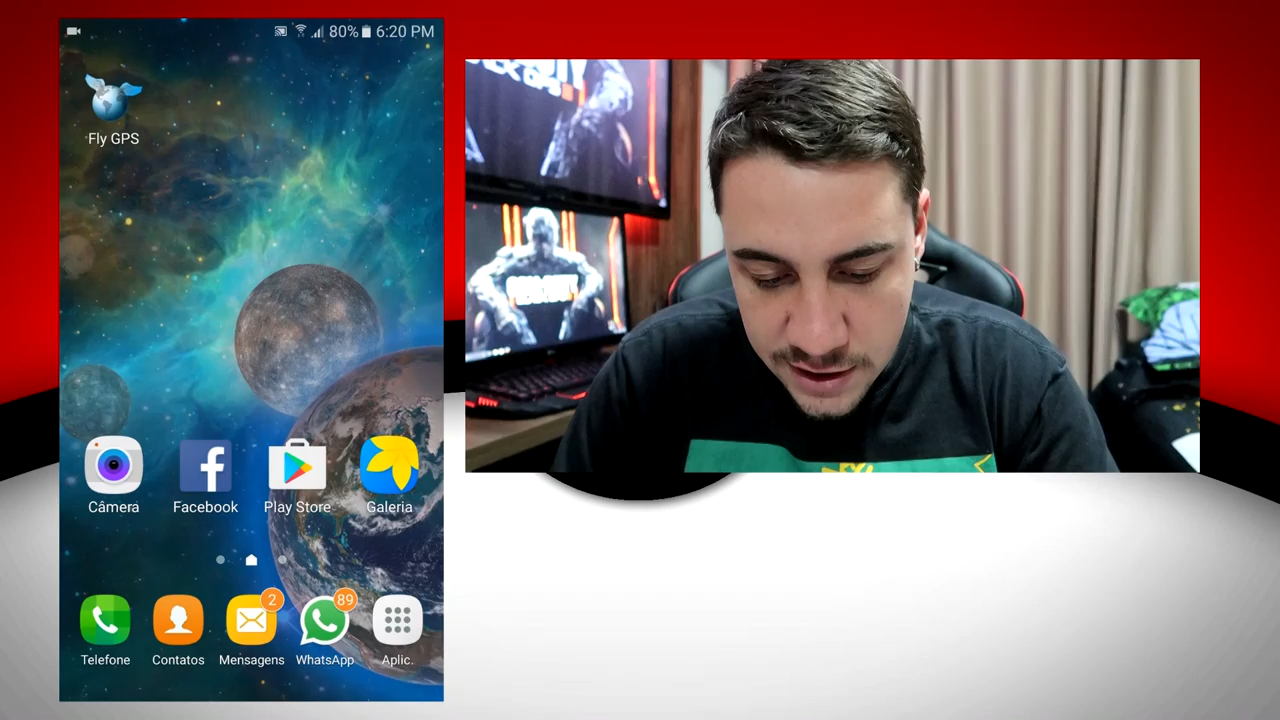 80% 6:20 PM
Fly GPS
Câmera
Facebook
Play Store
Galeria
2
89
Telefone
Contatos
Mensagens
WhatsApp
Aplic.